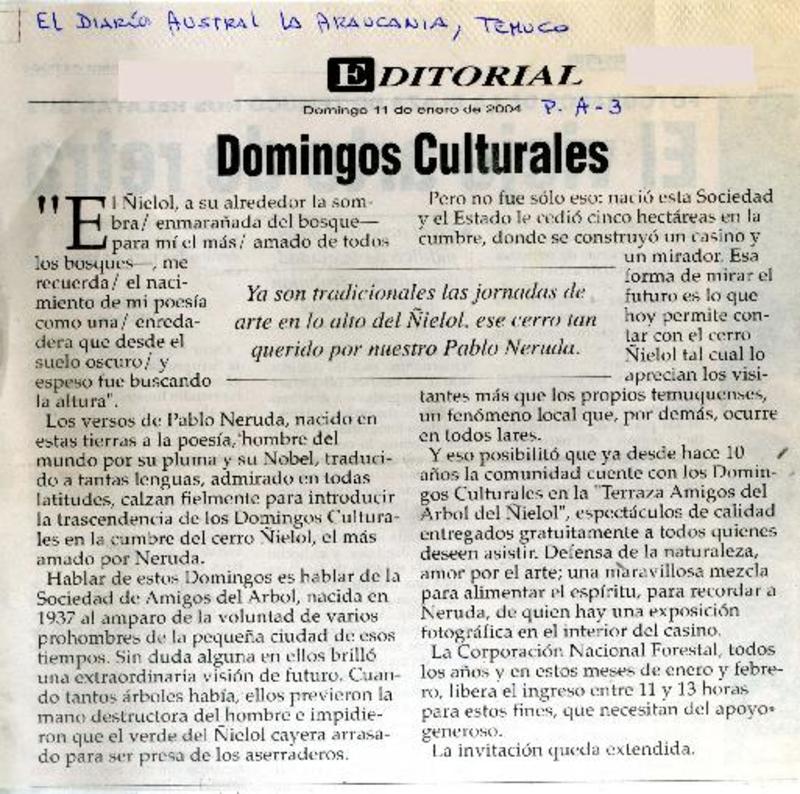 EL DIARIO AUSTRAL LA ARAUCANIA, TEMUCO
EDITORIAL
Domingo 11 de enero de 2004 P. A-3
Domingos Culturales
"El Ñielol, a su alrededor la som-
bra/ enmarañada del bosque—
para mí el más/ amado de todos
los bosques—, me
recuerda/ el naci-
miento de mi poesía
como una/ enreda-
dera que desde el
suelo oscuro/ y
espeso fue buscando
la altura".
Los versos de Pablo Neruda, nacido en
estas tierras a la poesía, hombre del
mundo por su pluma y su Nobel, traduci-
do a tantas lenguas, admirado en todas
latitudes, calzan fielmente para introducir
la trascendencia de los Domingos Cultura-
les en la cumbre del cerro Ñielol, el más
amado por Neruda.
Hablar de estos Domingos es hablar de la
Sociedad de Amigos del Arbol, nacida en
1937 al amparo de la voluntad de varios
prohombres de la pequeña ciudad de esos
tiempos. Sin duda alguna en ellos brilló
una extraordinaria visión de futuro. Cuan-
do tantos árboles había, ellos previeron la
mano destructora del hombre e impidie-
ron que el verde del Ñielol cayera arrasa-
do para ser presa de los aserraderos.
Ya son tradicionales las jornadas de
arte en lo alto del Ñielol, ese cerro tan
querido por nuestro Pablo Neruda.
Pero no fue sólo eso: nació esta Sociedad
y el Estado le cedió cinco hectáreas en la
cumbre, donde se construyó un casino y
un mirador. Esa
forma de mirar el
futuro es lo que
hoy permite con-
tar con el cerro
Ñielol tal cual lo
aprecian los visi-
tantes más que los propios temuquenses,
un fenómeno local que, por demás, ocurre
en todos lares.
Y eso posibilitó que ya desde hace 10
años la comunidad cuente con los Domin-
gos Culturales en la "Terraza Amigos del
Arbol del Ñielol", espectáculos de calidad
entregados gratuitamente a todos quienes
deseen asistir. Defensa de la naturaleza,
amor por el arte; una maravillosa mezcla
para alimentar el espíritu, para recordar a
Neruda, de quien hay una exposición
fotográfica en el interior del casino.
La Corporación Nacional Forestal, todos
los años y en estos meses de enero y febre-
ro, libera el ingreso entre 11 y 13 horas
para estos fines, que necesitan del apoyo
generoso.
La invitación queda extendida.